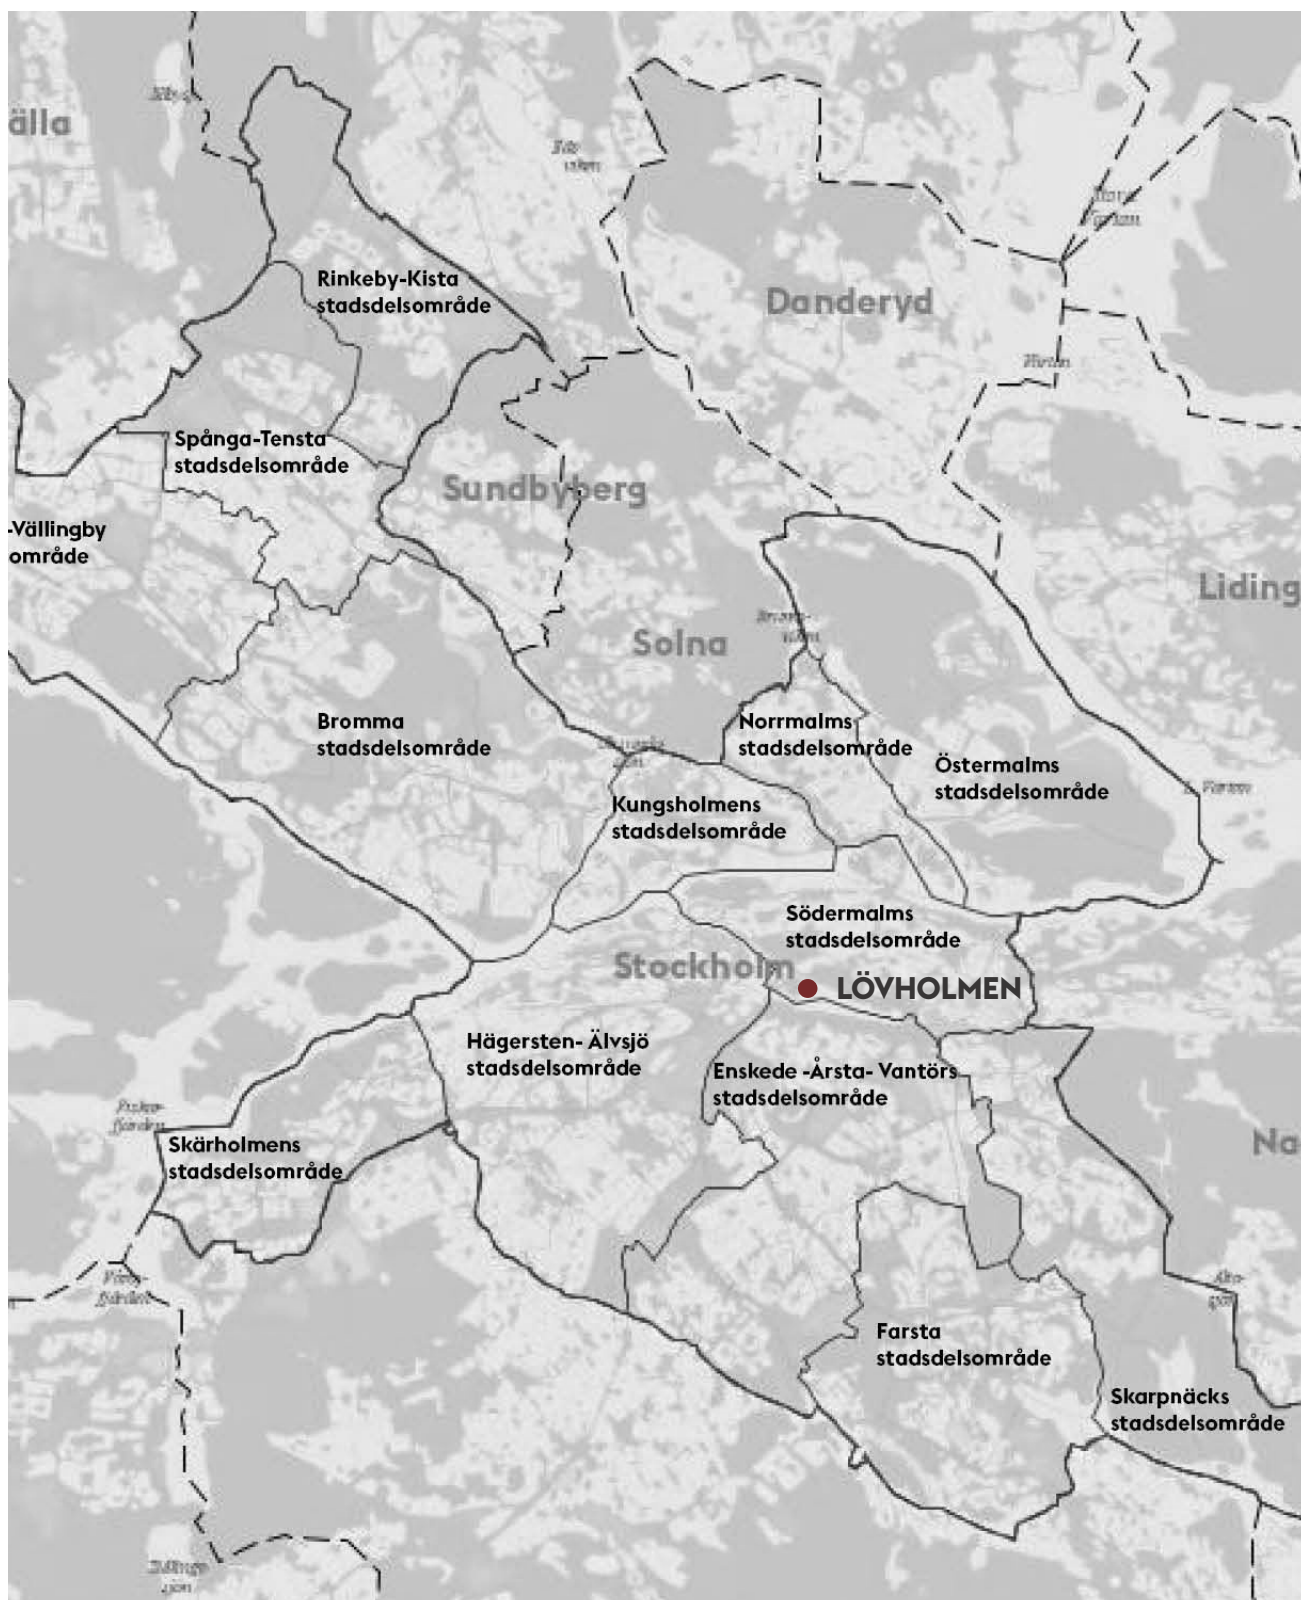 älla
Rinkeby-Kista
stadsdelsområde
Danderyd
Spånga-Tensta
stadsdelsområde
Sundbyberg
-Vällingby
område
Liding
Solna
Bromma
stadsdelsområde
Norrmalms
stadsdelsområde
Östermalms
stadsdelsområde
Kungsholmens
stadsdelsområde
Södermalms
stadsdelsområde
Stockholm
LÖVHOLMEN
Hägersten- Älvsjö
stadsdelsområde
Enskede -Årsta- Vantörs
stadsdelsområde
Skärholmens
stadsdelsområde
Na
Farsta
stadsdelsområde
Skarpnäcks
stadsdelsområde